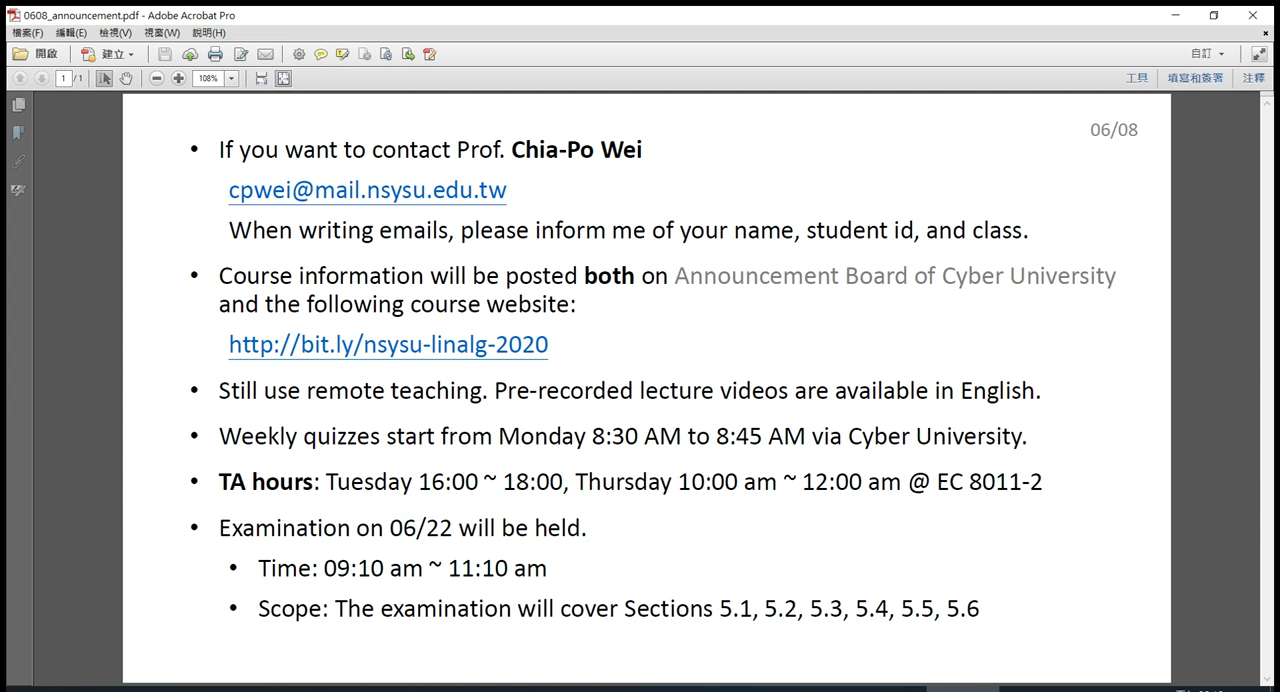 0608_announcement.pdf - Adobe Acrobat Pro
檔案(F) 編輯(E) 檢視(V) 視窗(W) 說明(H)
開啟 建立 自訂
1 / 1 108% 工具 填寫和簽署 注釋
06/08
• If you want to contact Prof. Chia-Po Wei
cpwei@mail.nsysu.edu.tw
When writing emails, please inform me of your name, student id, and class.
• Course information will be posted both on Announcement Board of Cyber University
and the following course website:
http://bit.ly/nsysu-linalg-2020
• Still use remote teaching. Pre-recorded lecture videos are available in English.
• Weekly quizzes start from Monday 8:30 AM to 8:45 AM via Cyber University.
• TA hours: Tuesday 16:00 ~ 18:00, Thursday 10:00 am ~ 12:00 am @ EC 8011-2
• Examination on 06/22 will be held.
• Time: 09:10 am ~ 11:10 am
• Scope: The examination will cover Sections 5.1, 5.2, 5.3, 5.4, 5.5, 5.6